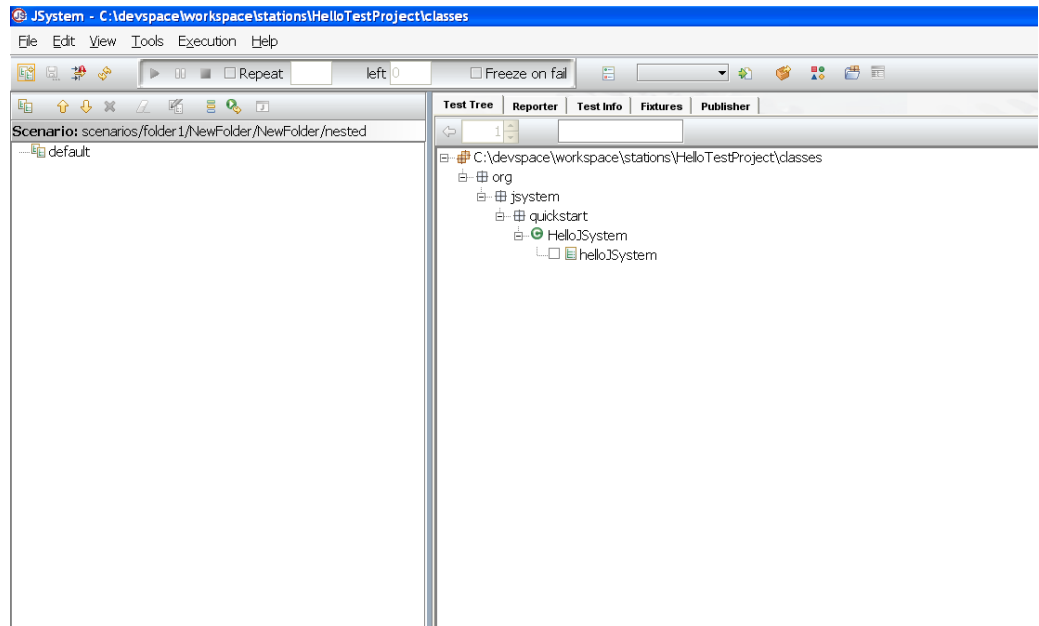 JSystem - C:\devspace\workspace\stations\HelloTestProject\classes
File Edit View Tools Execution Help
Repeat left 0 Freeze on fail
Test Tree Reporter Test Info Fixtures Publisher
Scenario: scenarios/folder1/NewFolder/NewFolder/nested
1
default
C:\devspace\workspace\stations\HelloTestProject\classes
org
jsystem
quickstart
HelloJSystem
helloJSystem